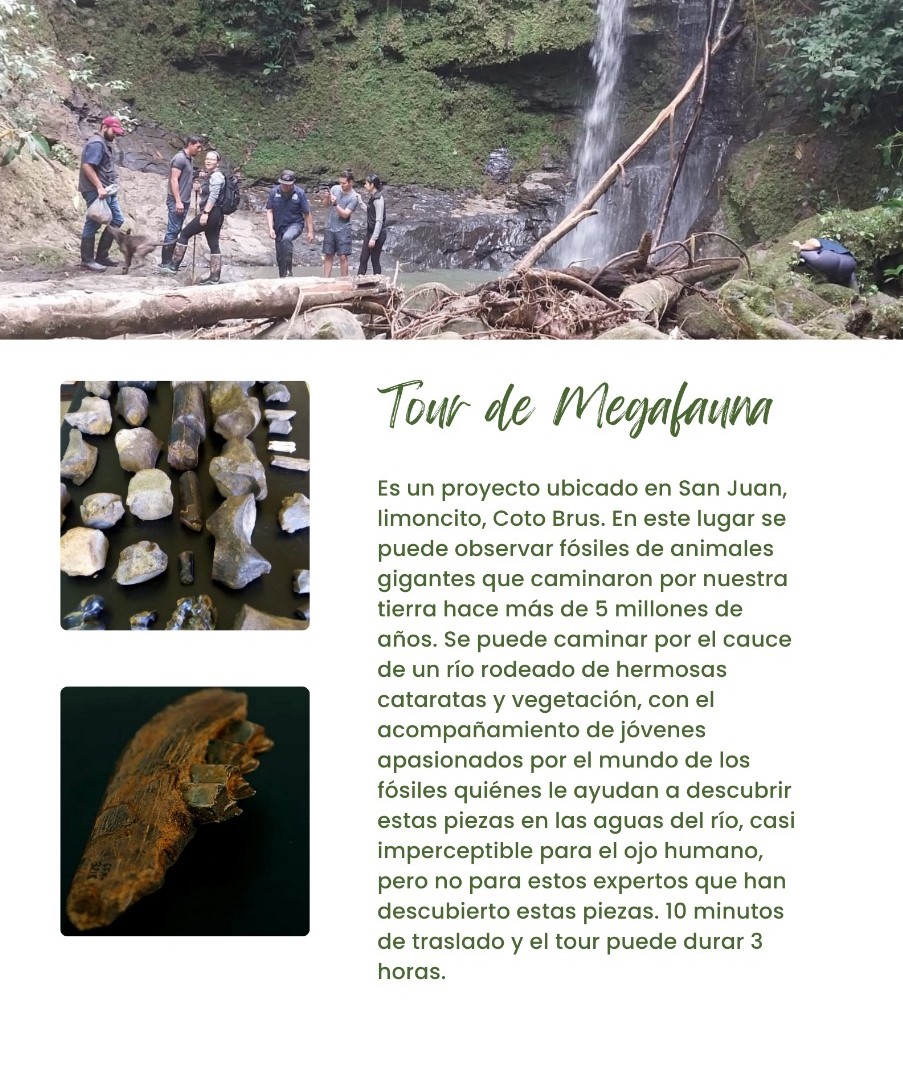 Tour de Megafauna
Es un proyecto ubicado en San Juan,
limoncito, Coto Brus. En este lugar se
puede observar fósiles de animales
gigantes que caminaron por nuestra
tierra hace más de 5 millones de
años. Se puede caminar por el cauce
de un río rodeado de hermosas
cataratas y vegetación, con el
acompañamiento de jóvenes
apasionados por el mundo de los
fósiles quiénes le ayudan a descubrir
estas piezas en las aguas del río, casi
imperceptible para el ojo humano,
pero no para estos expertos que han
descubierto estas piezas. 10 minutos
de traslado y el tour puede durar 3
horas.